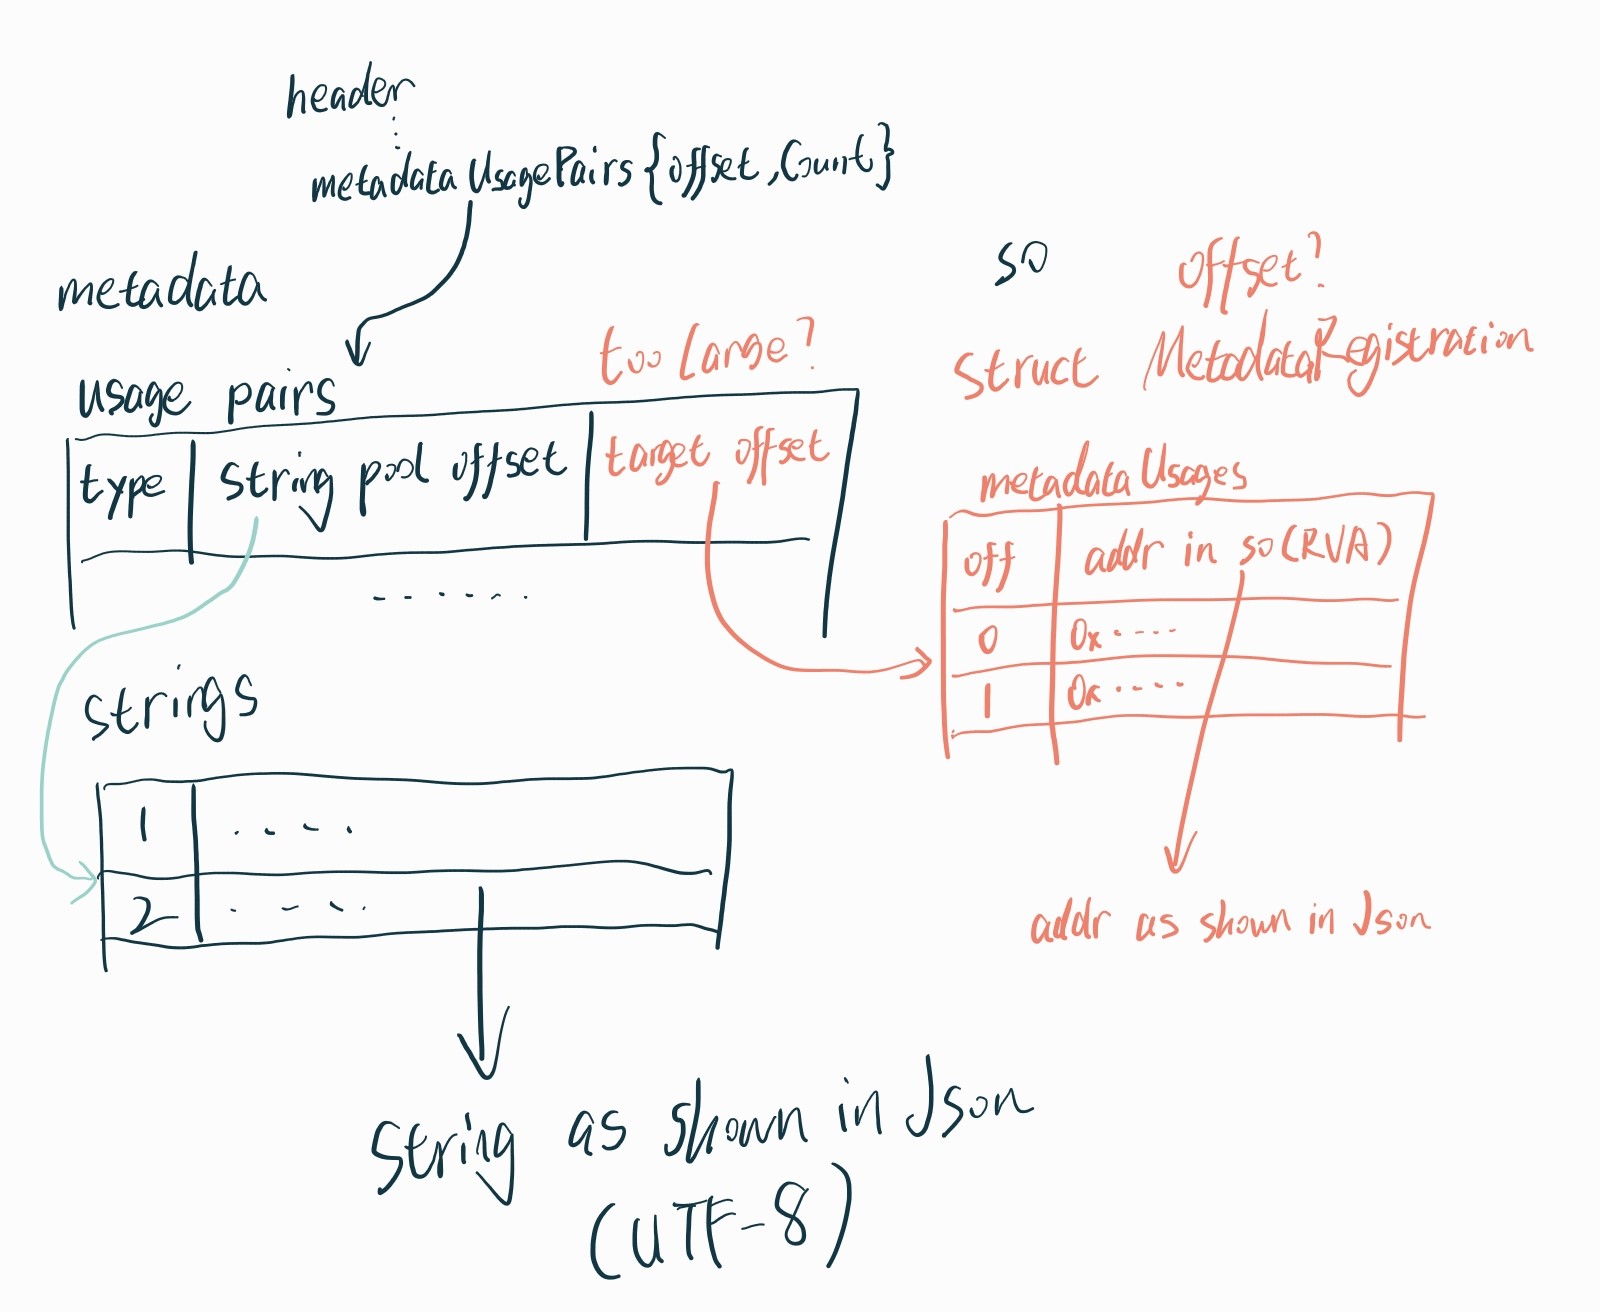 header
metadataUsagePairs{offset,Count}
metadata
usage pairs
too large?
type
String pool offset
target offset
strings
1
2
String as shown in Json
(UTF-8)
so
offset?
Struct MetadataRegistration
metadataUsages
off
addr in so(RVA)
0
0x
1
0x
addr as shown in Json